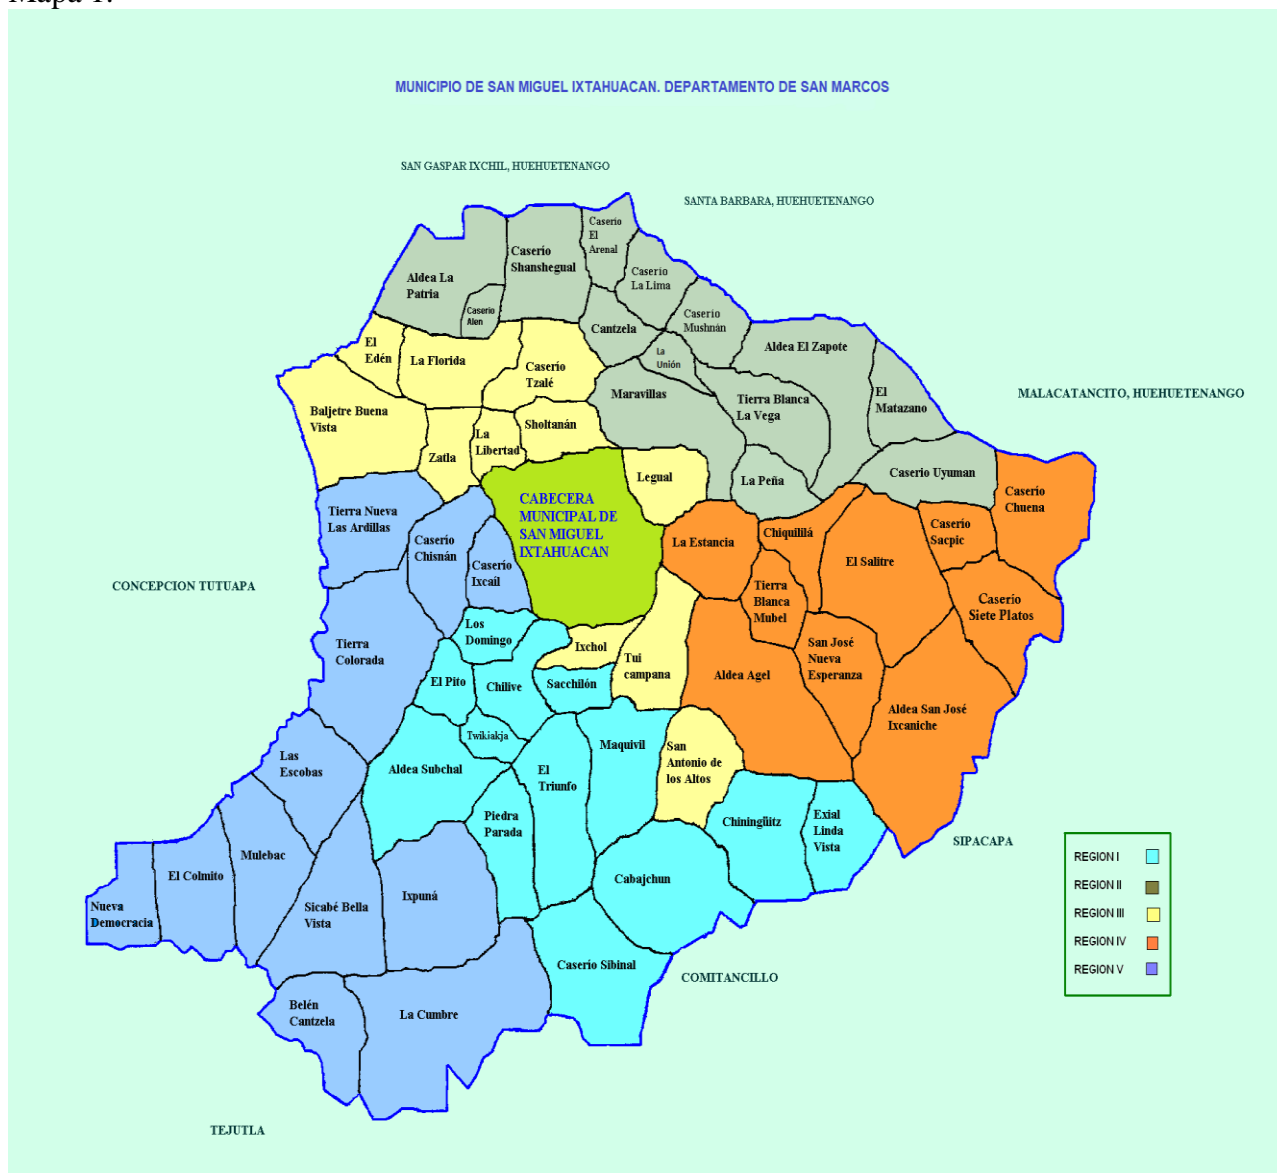 Mapa 1.
MUNICIPIO DE SAN MIGUEL IXTAHUACAN. DEPARTAMENTO DE SAN MARCOS
SAN GASPAR IXCHIL, HUEHUETENANGO
SANTA BARBARA, HUEHUETENANGO
Caserío
El
Arenal
Caserío
Shanshegual
Aldea La
Patria
Caserío
La Lima
Caserío
Alen
Caserío
Mushnán
Cantzela
El
Edén
La Florida
La
Unión
Aldea El Zapote
Caserío
Tzalé
MALACATANCITO, HUEHUETENANGO
Maravillas
Tierra Blanca
La Vega
El
Matazano
Baljetre Buena
Vista
Sholtanán
La
Libertad
Zatla
Legual
La Peña
Caserio Uyuman
Caserío
Chuena
CABECERA
MUNICIPAL DE
SAN MIGUEL
IXTAHUACAN
Tierra Nueva
Las Ardillas
Caserío
Chisnán
La Estancia
Chiquililá
Caserío
Sacpic
El Salitre
Caserío
Ixcail
CONCEPCION TUTUAPA
Tierra
Blanca
Mubel
Caserío
Siete Platos
Los
Domingo
Tierra
Colorada
Ixchol
Tui
campana
San José
Nueva
Esperanza
Aldea Agel
El Pito
Chilive
Sacchilón
Aldea San José
Ixcaniche
Twikiakja
Maquivil
San
Antonio de
los Altos
Las
Escobas
Aldea Subchal
El
Triunfo
Piedra
Parada
Chiningüitz
Exial
Linda
Vista
SIPACAPA
Mulebac
El Colmito
Cabajchun
Ixpuná
Nueva
Democracia
Sicabé Bella
Vista
Caserío Sibinal
COMITANCILLO
Belén
Cantzela
La Cumbre
TEJUTLA
REGION I
REGION II
REGION III
REGION IV
REGION V